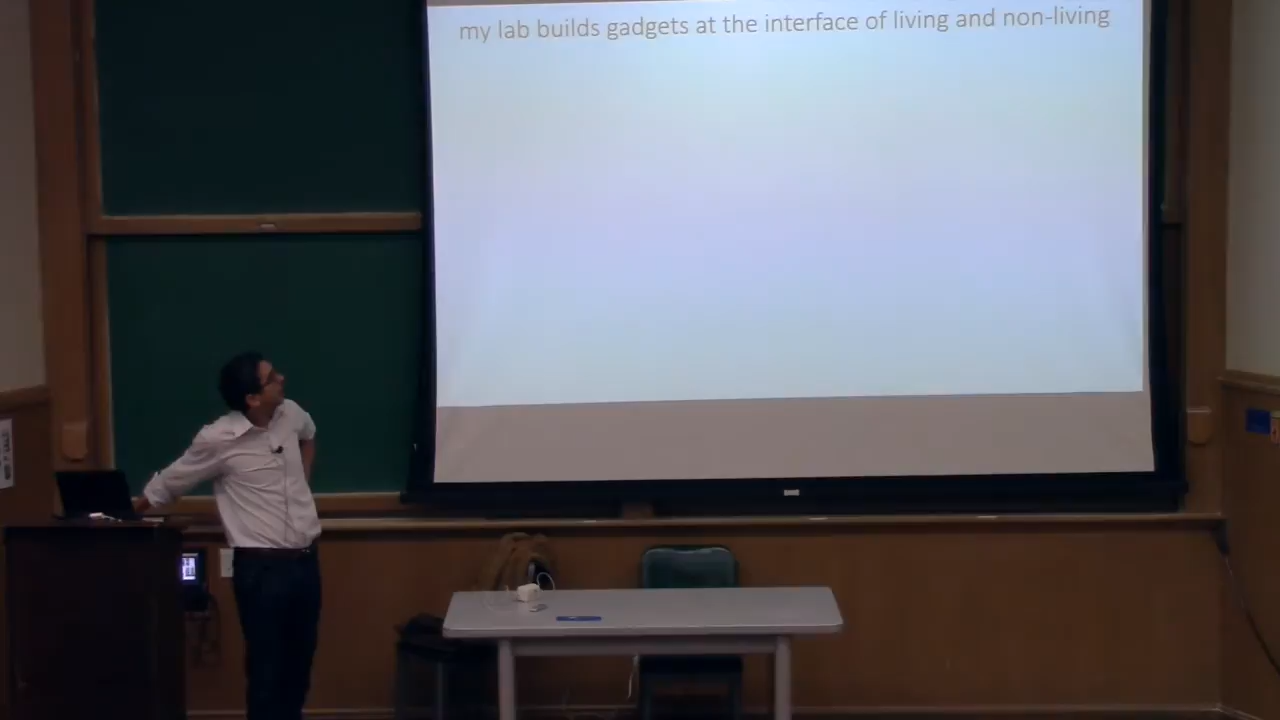 my lab builds gadgets at the interface of living and non-living